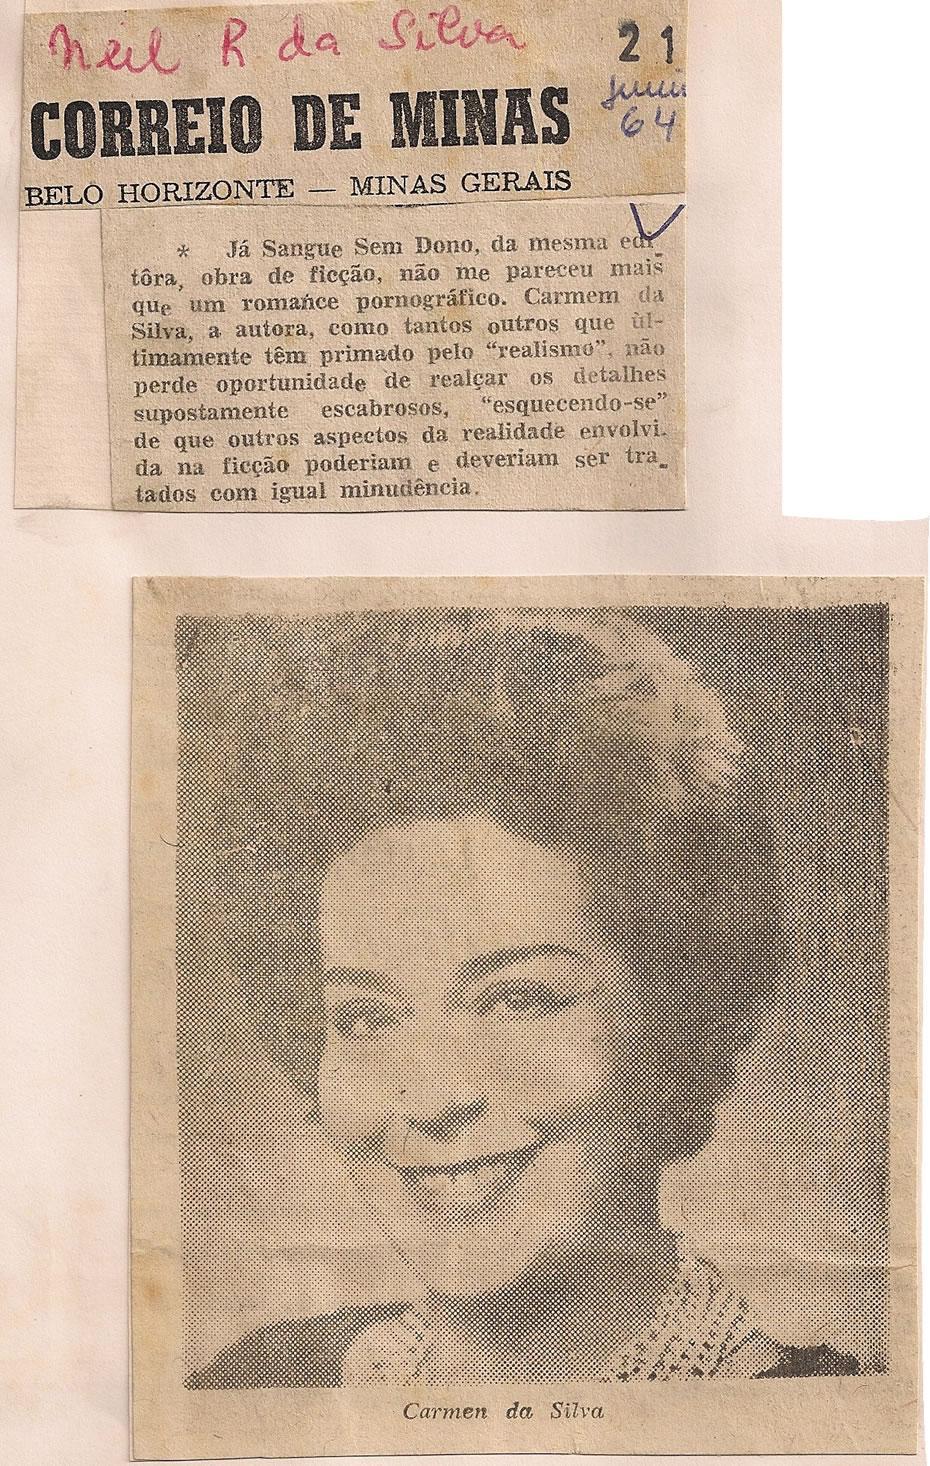 Neil R da Silva
21
junio
64
CORREIO DE MINAS
BELO HORIZONTE — MINAS GERAIS
* Já Sangue Sem Dono, da mesma edi-
tôra, obra de ficção, não me pareceu mais
que um romance pornográfico. Carmem da
Silva, a autora, como tantos outros que ùl-
timamente têm primado pelo “realismo”, não
perde oportunidade de realçar os detalhes
supostamente escabrosos, “esquecendo-se”
de que outros aspectos da realidade envolvi.
da na ficção poderiam e deveriam ser tra-
tados com igual minudência.
Carmen da Silva